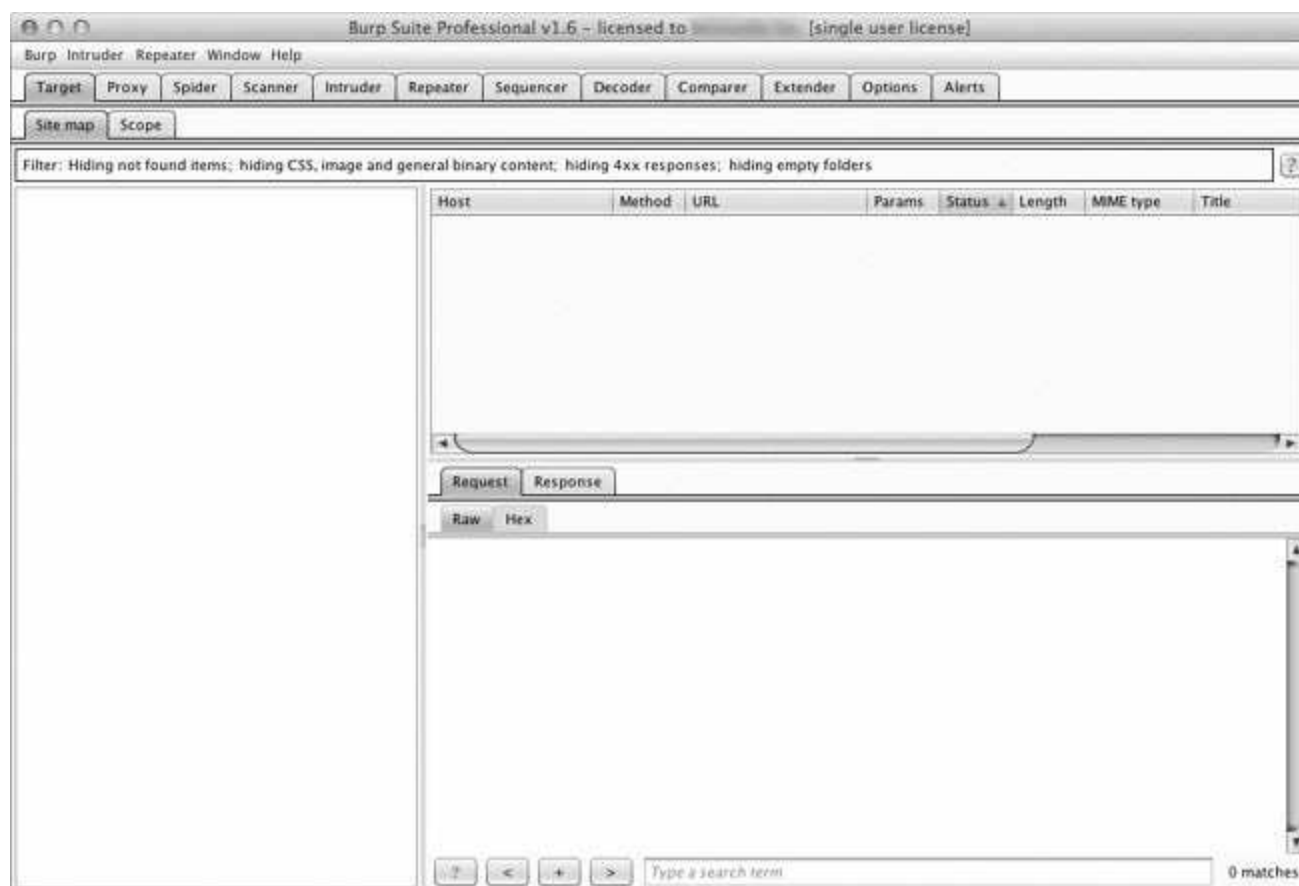 Burp Suite Professional v1.6 – licensed to [single user license]
Burp Intruder Repeater Window Help
Target Proxy Spider Scanner Intruder Repeater Sequencer Decoder Comparer Extender Options Alerts
Site map Scope
Filter: Hiding not found items; hiding CSS, image and general binary content; hiding 4xx responses; hiding empty folders ?
Host Method URL Params Status Length MIME type Title
Request Response
Raw Hex
? < + > Type a search term 0 matches